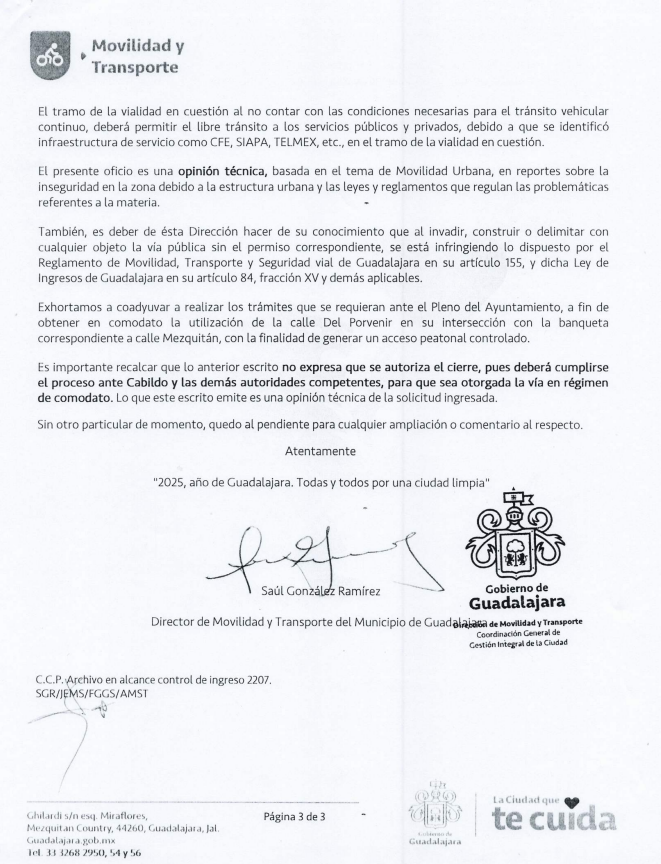 Movilidad y
Transporte
El tramo de la vialidad en cuestión al no contar con las condiciones necesarias para el tránsito vehicular
continuo, deberá permitir el libre tránsito a los servicios públicos y privados, debido a que se identificó
infraestructura de servicio como CFE, SIAPA, TELMEX, etc., en el tramo de la vialidad en cuestión.
El presente oficio es una opinión técnica, basada en el tema de Movilidad Urbana, en reportes sobre la
inseguridad en la zona debido a la estructura urbana y las leyes y reglamentos que regulan las problemáticas
referentes a la materia.
También, es deber de ésta Dirección hacer de su conocimiento que al invadir, construir o delimitar con
cualquier objeto la vía pública sin el permiso correspondiente, se está infringiendo lo dispuesto por el
Reglamento de Movilidad, Transporte y Seguridad vial de Guadalajara en su artículo 155, y dicha Ley de
Ingresos de Guadalajara en su artículo 84, fracción XV y demás aplicables.
Exhortamos a coadyuvar a realizar los trámites que se requieran ante el Pleno del Ayuntamiento, a fin de
obtener en comodato la utilización de la calle Del Porvenir en su intersección con la banqueta
correspondiente a calle Mezquitán, con la finalidad de generar un acceso peatonal controlado.
Es importante recalcar que lo anterior escrito no expresa que se autoriza el cierre, pues deberá cumplirse
el proceso ante Cabildo y las demás autoridades competentes, para que sea otorgada la vía en régimen
de comodato. Lo que este escrito emite es una opinión técnica de la solicitud ingresada.
Sin otro particular de momento, quedo al pendiente para cualquier ampliación o comentario al respecto.
Atentamente
"2025, año de Guadalajara. Todas y todos por una ciudad limpia"
Saúl González Ramírez
Director de Movilidad y Transporte del Municipio de Guadalajara
Gobierno de
Guadalajara
Dirección de Movilidad y Transporte
Coordinación General de
Gestión Integral de la Ciudad
C.C.P. Archivo en alcance control de ingreso 2207.
SGR/JEMS/FGGS/AMST
Ghilardi s/n esq. Miraflores,
Mezquitan Country, 44260, Guadalajara, Jal.
Guadalajara.gob.mx
Tel. 33 3268 2950, 54 y 56
Página 3 de 3
Gobierno de
Guadalajara
La Ciudad que
te cuida